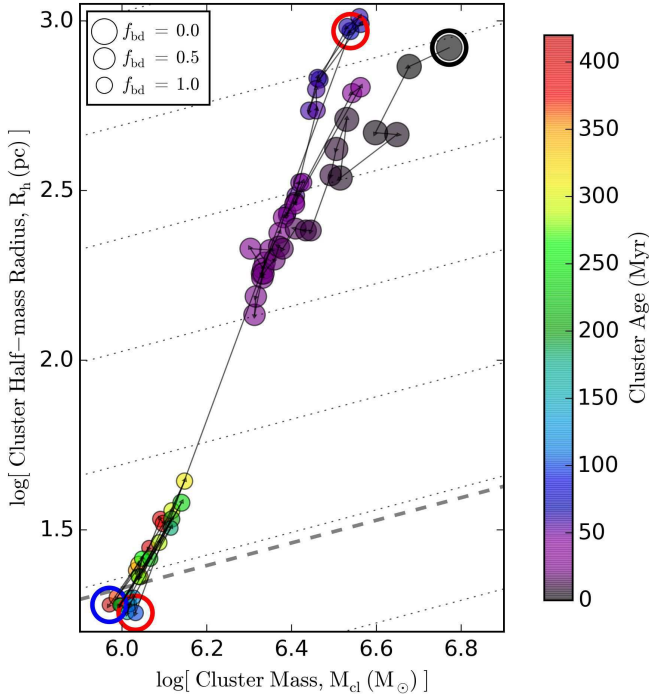 f_bd = 0.0
f_bd = 0.5
f_bd = 1.0
3.0
2.5
2.0
1.5
6.0 6.2 6.4 6.6 6.8
log[ Cluster Half−mass Radius, R_h (pc) ]
log[ Cluster Mass, M_cl (M_⊙) ]
400
350
300
250
200
150
100
50
0
Cluster Age (Myr)